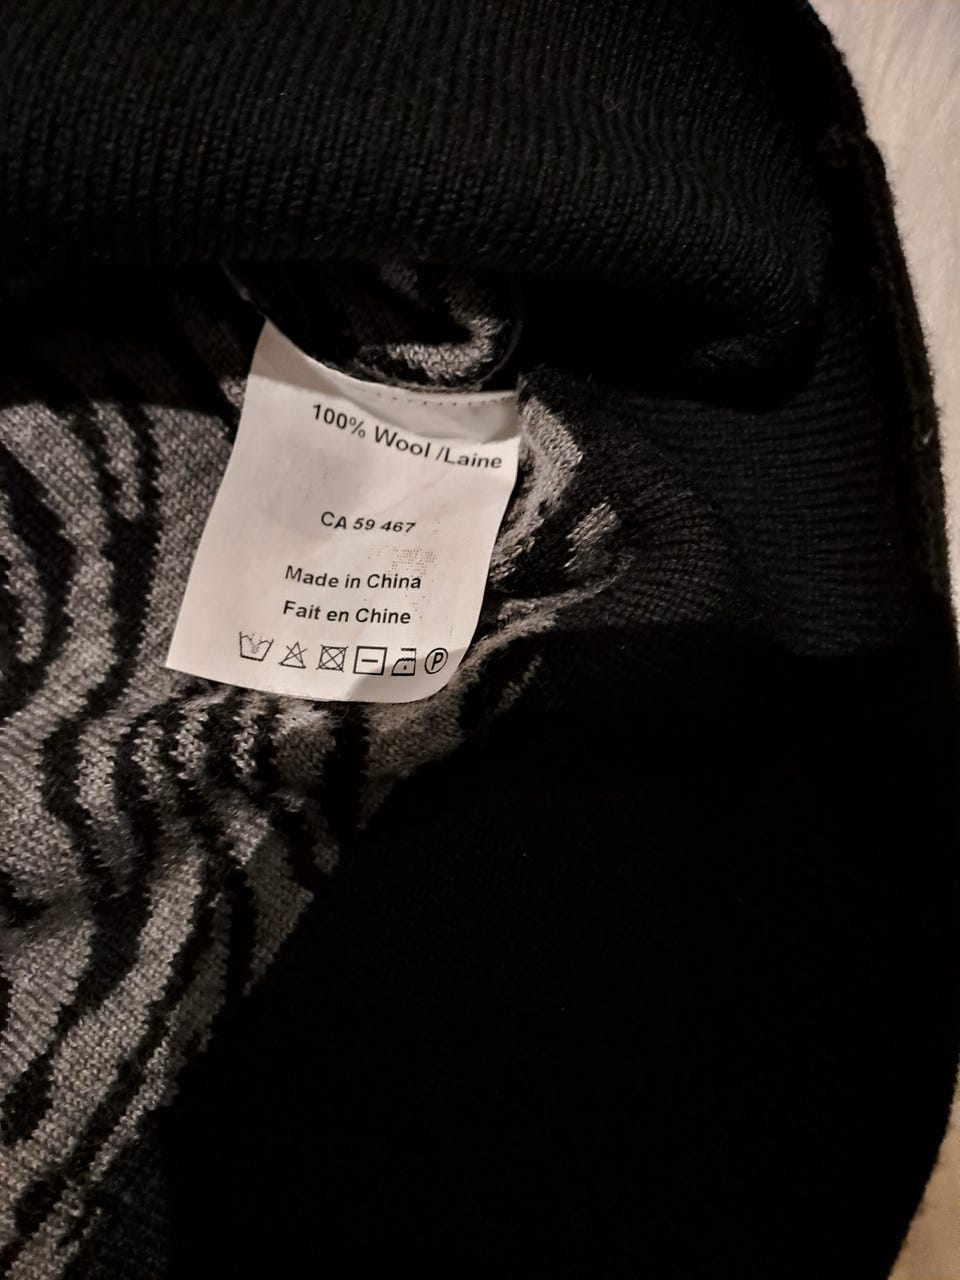 100% Wool /Laine
CA 59 467
Made in China
Fait en Chine
P